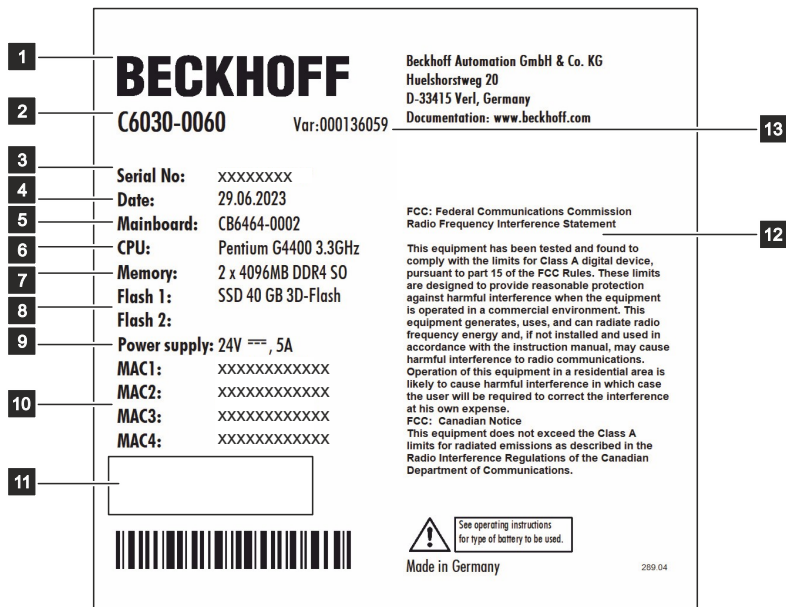 1
BECKHOFF
2
C6030-0060
Var:000136059
3
Serial No: XXXXXXXX
4
Date: 29.06.2023
5
Mainboard: CB6464-0002
6
CPU: Pentium G4400 3.3GHz
7
Memory: 2 x 4096MB DDR4 SO
8
Flash 1: SSD 40 GB 3D-Flash
Flash 2:
9
Power supply: 24V ⎓, 5A
MAC1: XXXXXXXXXXXX
MAC2: XXXXXXXXXXXX
10
MAC3: XXXXXXXXXXXX
MAC4: XXXXXXXXXXXX
11
Beckhoff Automation GmbH & Co. KG
Huelshorstweg 20
D-33415 Verl, Germany
Documentation: www.beckhoff.com
13
FCC: Federal Communications Commission
Radio Frequency Interference Statement
12
This equipment has been tested and found to
comply with the limits for Class A digital device,
pursuant to part 15 of the FCC Rules. These limits
are designed to provide reasonable protection
against harmful interference when the equipment
is operated in a commercial environment. This
equipment generates, uses, and can radiate radio
frequency energy and, if not installed and used in
accordance with the instruction manual, may cause
harmful interference to radio communications.
Operation of this equipment in a residential area is
likely to cause harmful interference in which case
the user will be required to correct the interference
at his own expense.
FCC: Canadian Notice
This equipment does not exceed the Class A
limits for radiated emissions as described in the
Radio Interference Regulations of the Canadian
Department of Communications.
See operating instructions
for type of battery to be used.
Made in Germany
289.04